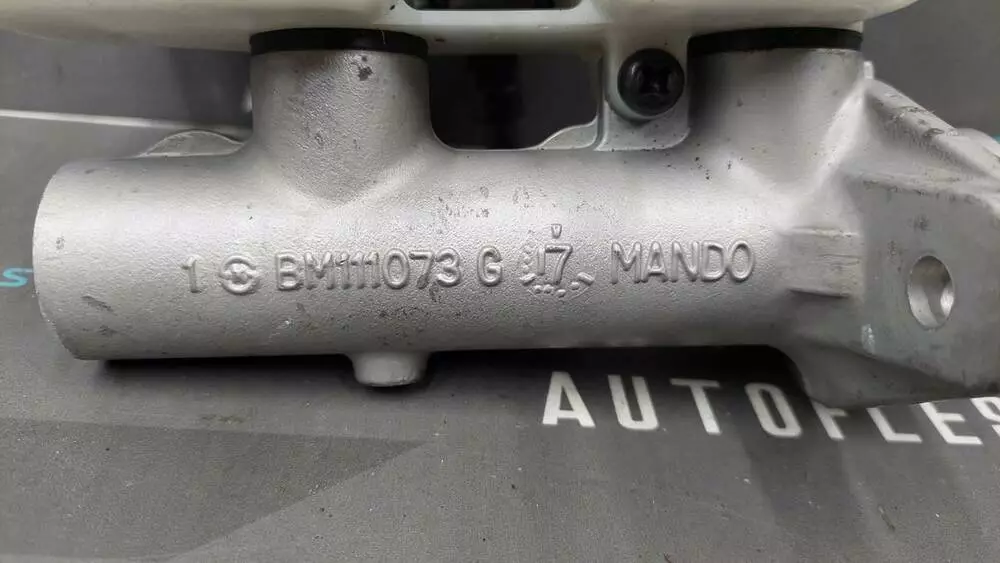 1 BM111073 G 17 MANDO
S
AUTOFLES